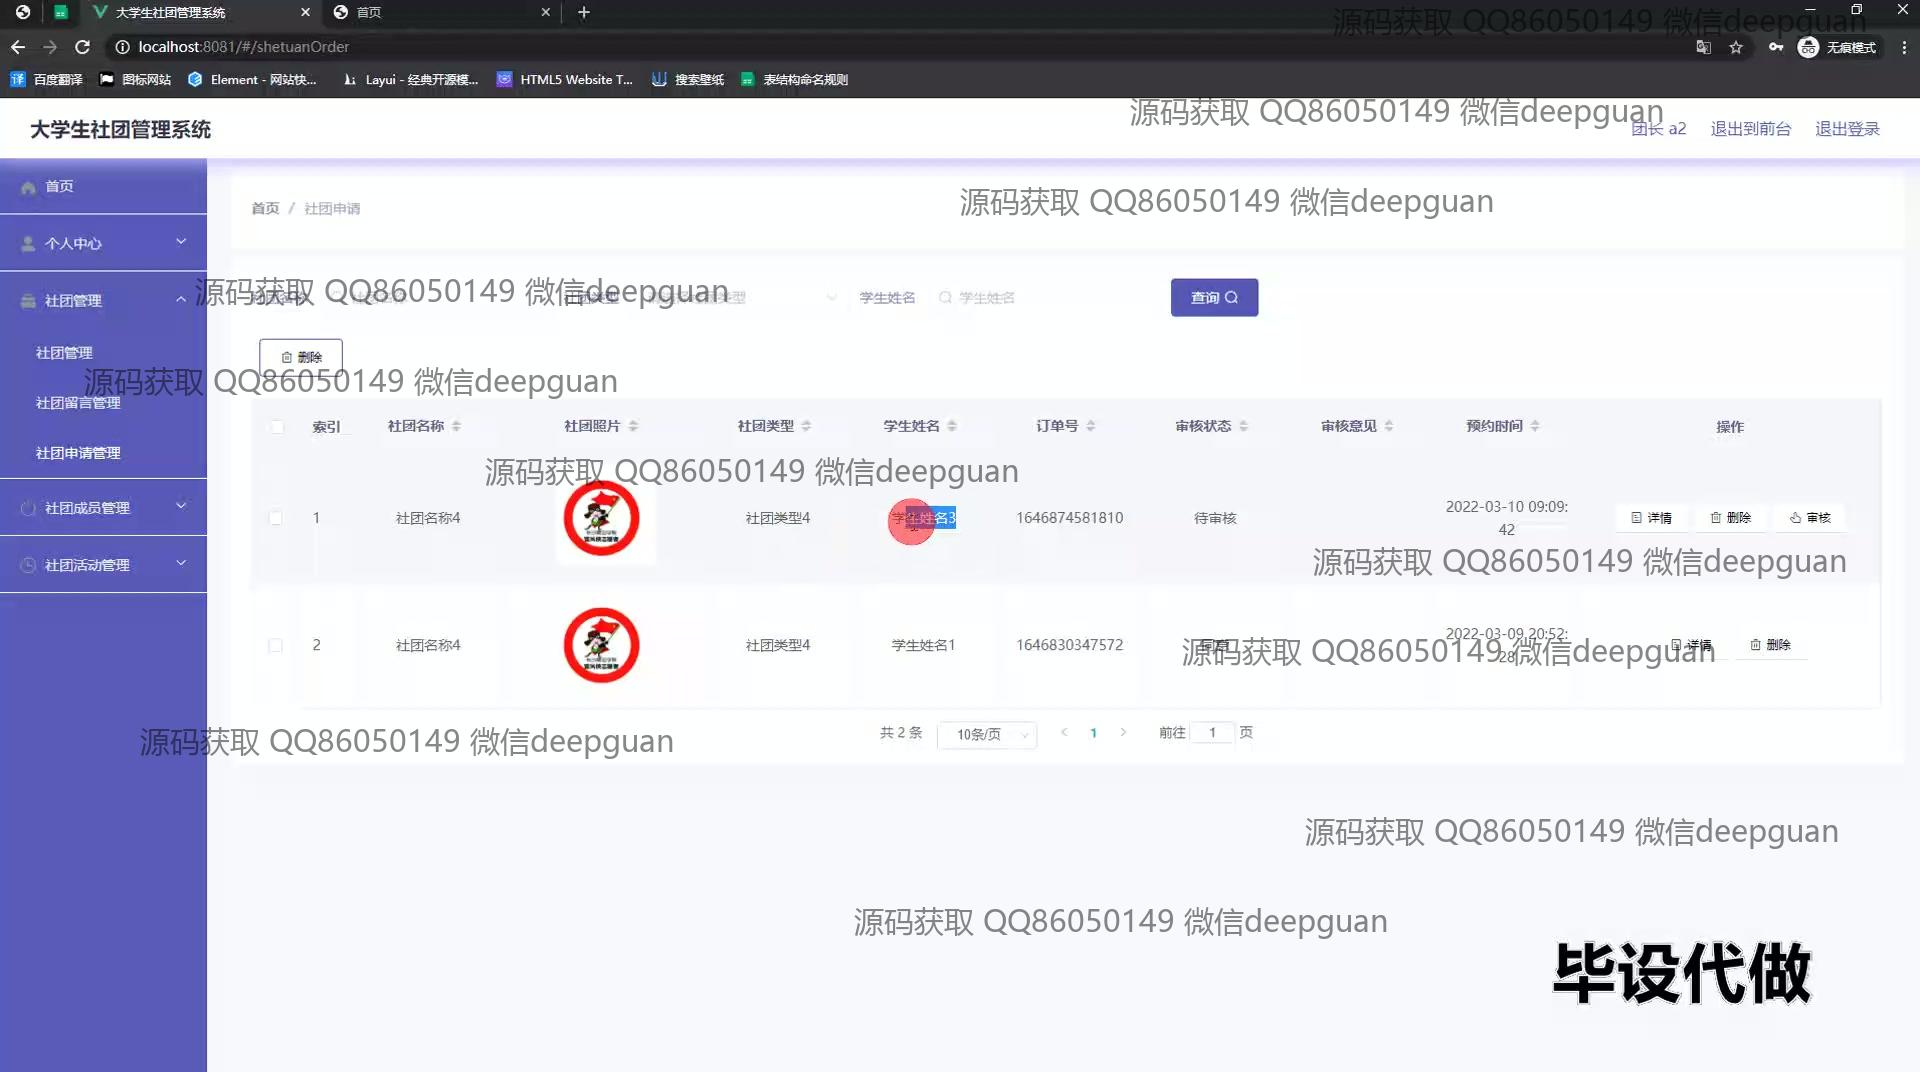 大学生社团管理系统
首页
源码获取 QQ86050149 微信deepguan
localhost:8081/#/shetuanOrder
无痕模式
百度翻译
图标网站
Element - 网站快...
Layui - 经典开源模...
HTML5 Website T...
搜索壁纸
表结构命名规则
源码获取 QQ86050149 微信deepguan
大学生社团管理系统
团长 a2
退出到前台
退出登录
首页
首页 / 社团申请
源码获取 QQ86050149 微信deepguan
个人中心
社团管理
源码获取 QQ86050149 微信deepguan
学生姓名
学生姓名
查询
社团管理
删除
源码获取 QQ86050149 微信deepguan
社团留言管理
索引
社团名称
社团照片
社团类型
学生姓名
订单号
审核状态
审核意见
预约时间
操作
社团申请管理
源码获取 QQ86050149 微信deepguan
社团成员管理
1
社团名称4
社团类型4
学生姓名3
1646874581810
待审核
2022-03-10 09:09:
42
详情
删除
审核
社团活动管理
源码获取 QQ86050149 微信deepguan
2
社团名称4
社团类型4
学生姓名1
1646830347572
同意
2022-03-09 20:52:
28
详情
删除
源码获取 QQ86050149 微信deepguan
共 2 条
10条/页
1
前往
1
页
源码获取 QQ86050149 微信deepguan
源码获取 QQ86050149 微信deepguan
源码获取 QQ86050149 微信deepguan
毕设代做